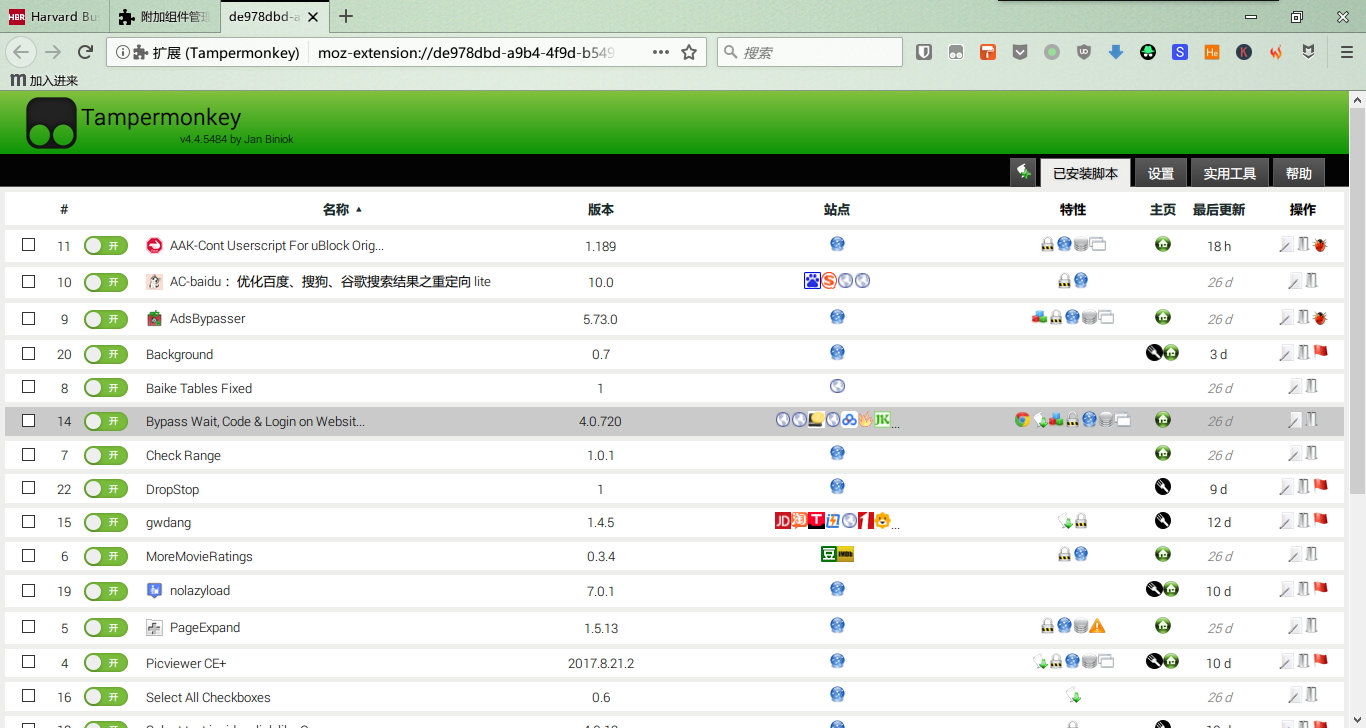 Harvard Bu
附加组件管理
de978dbd-a
扩展 (Tampermonkey)
moz-extension://de978dbd-a9b4-4f9d-b549
搜索
加入进来
Tampermonkey
v4.4.5484 by Jan Biniok
已安装脚本 设置 实用工具 帮助
# 名称 版本 站点 特性 主页 最后更新 操作
11 开 AAK-Cont Userscript For uBlock Orig... 1.189 18 h
10 开 AC-baidu： 优化百度、搜狗、谷歌搜索结果之重定向 lite 10.0 26 d
9 开 AdsBypasser 5.73.0 26 d
20 开 Background 0.7 3 d
8 开 Baike Tables Fixed 1 26 d
14 开 Bypass Wait, Code & Login on Websit... 4.0.720 JK ... 26 d
7 开 Check Range 1.0.1 26 d
22 开 DropStop 1 9 d
15 开 gwdang 1.4.5 JD 淘 T ... 12 d
6 开 MoreMovieRatings 0.3.4 豆 IMDb 26 d
19 开 nolazyload 7.0.1 10 d
5 开 PageExpand 1.5.13 25 d
4 开 Picviewer CE+ 2017.8.21.2 10 d
16 开 Select All Checkboxes 0.6 26 d